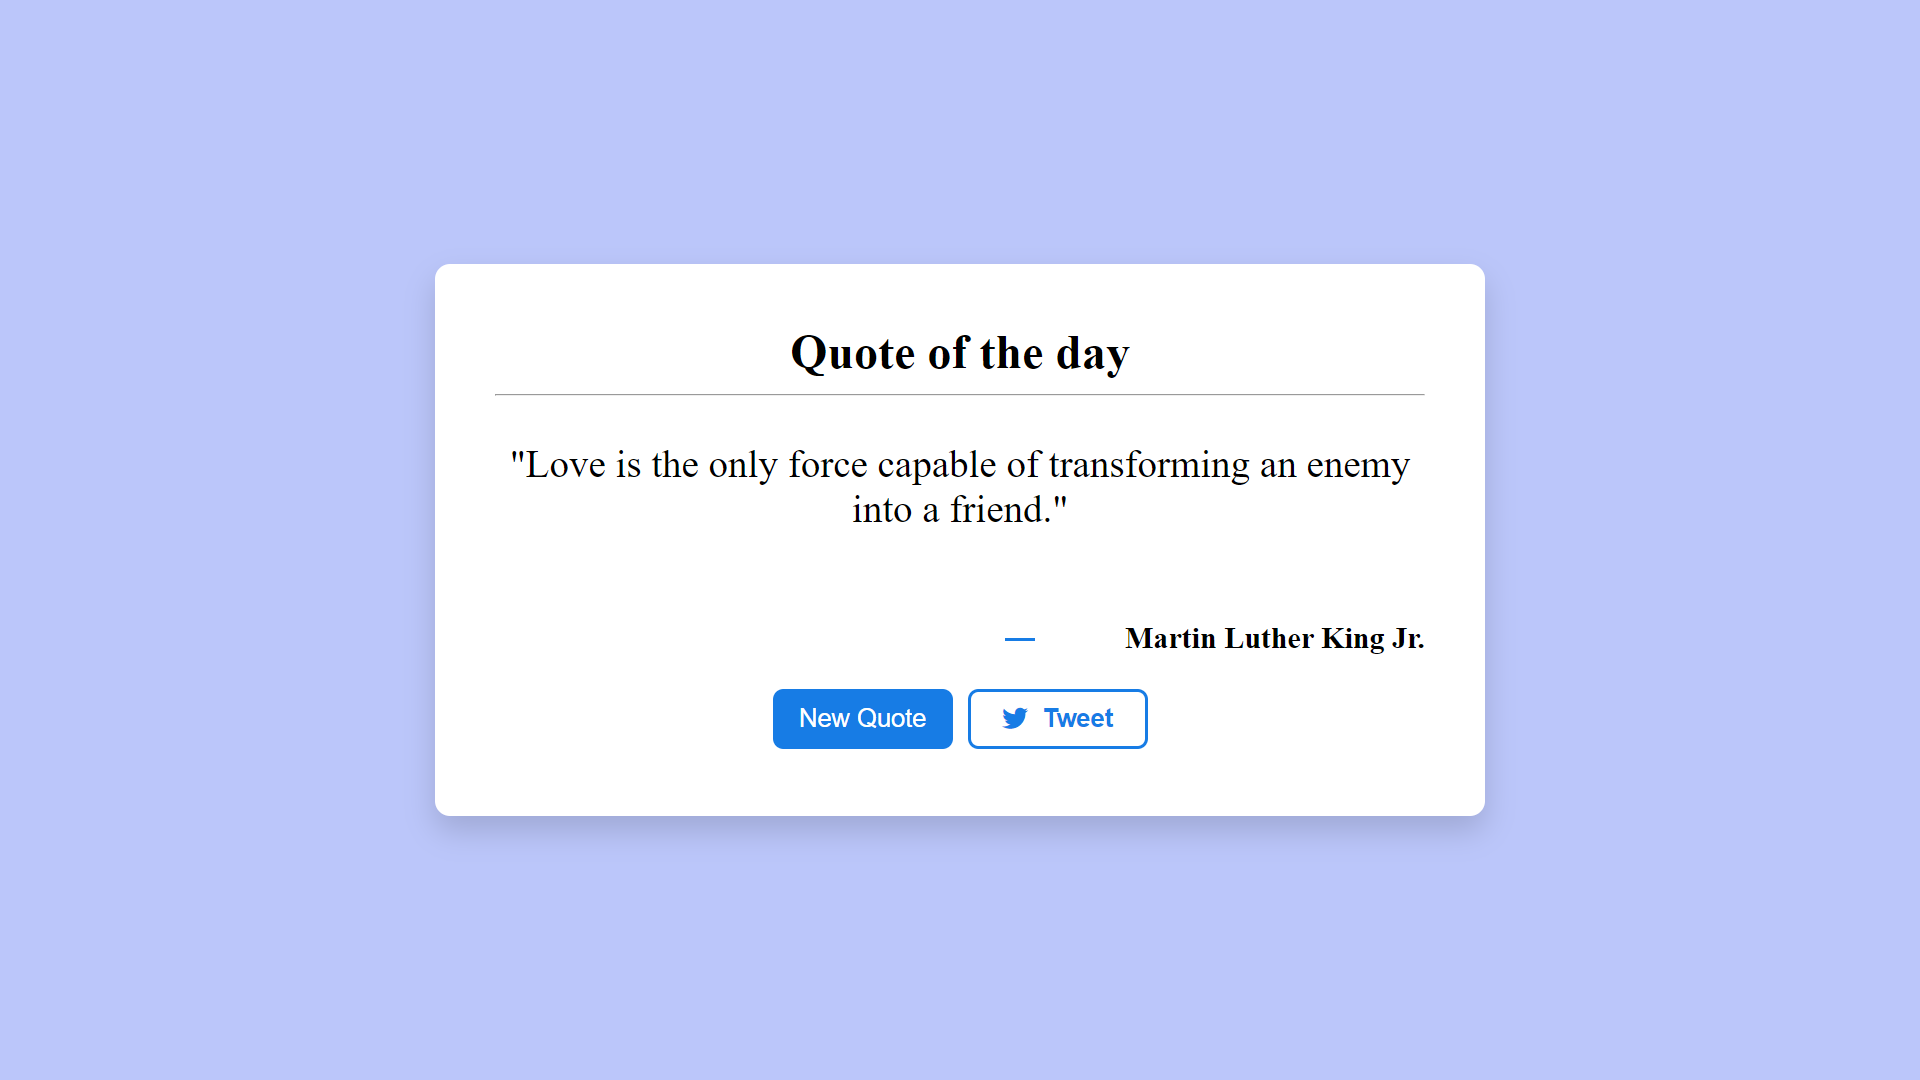 Quote of the day
"Love is the only force capable of transforming an enemy
into a friend."
— Martin Luther King Jr.
New Quote
Tweet